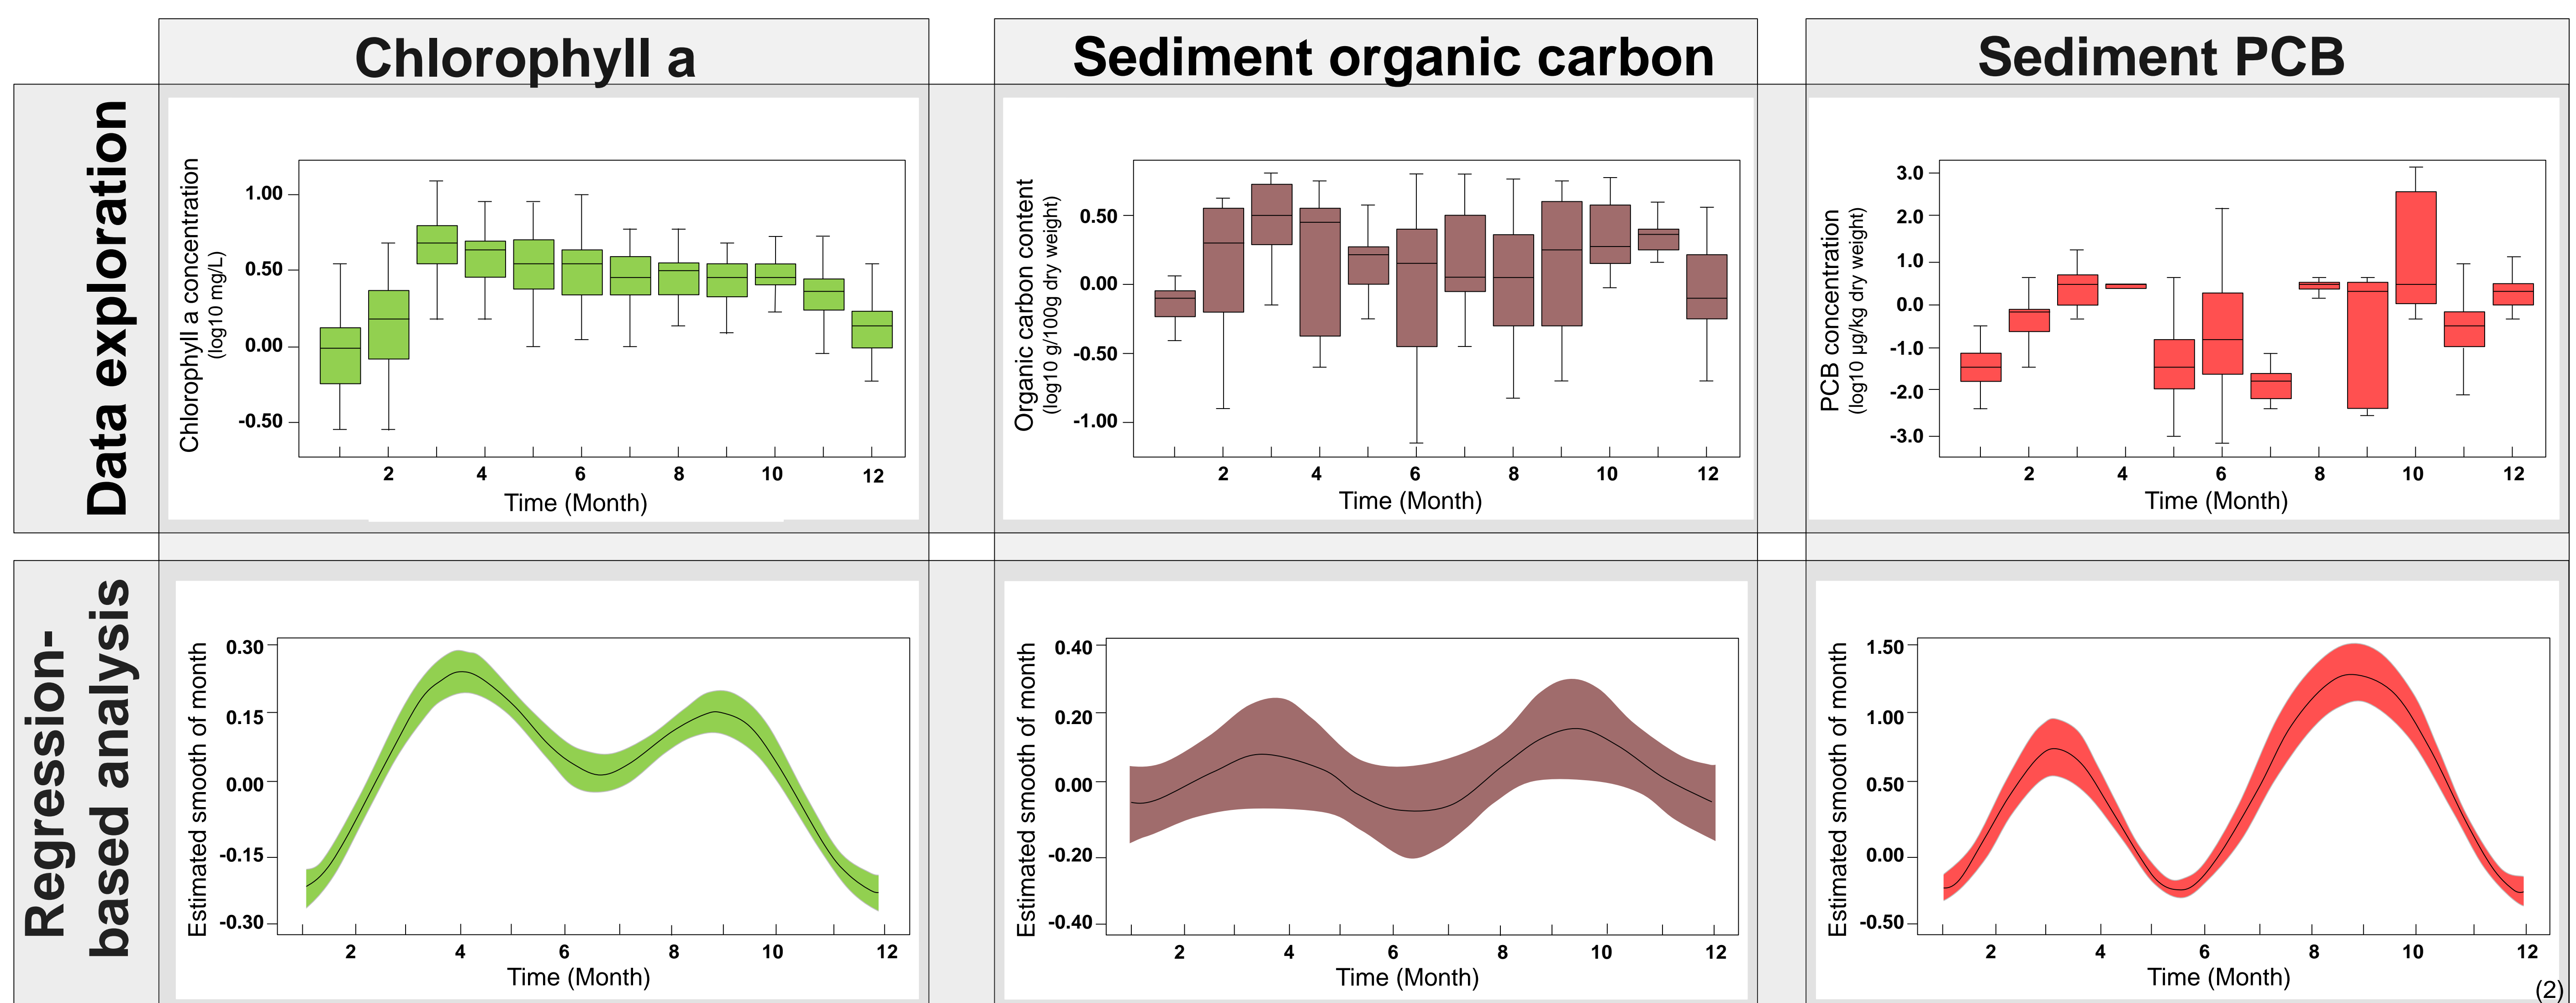 Chlorophyll a
Sediment organic carbon
Sediment PCB
Data exploration
Chlorophyll a concentration
(log10 mg/L)
1.00
0.50
0.00
-0.50
2 4 6 8 10 12
Time (Month)
Organic carbon content
(log10 g/100g dry weight)
0.50
0.00
-0.50
-1.00
2 4 6 8 10 12
Time (Month)
PCB concentration
(log10 µg/kg dry weight)
3.0
2.0
1.0
0.0
-1.0
-2.0
-3.0
2 4 6 8 10 12
Time (Month)
Regression-
based analysis
Estimated smooth of month
0.30
0.15
0.00
-0.15
-0.30
2 4 6 8 10 12
Time (Month)
Estimated smooth of month
0.40
0.20
0.00
-0.20
-0.40
2 4 6 8 10 12
Time (Month)
Estimated smooth of month
1.50
1.00
0.50
0.00
-0.50
2 4 6 8 10 12
Time (Month)
(2)